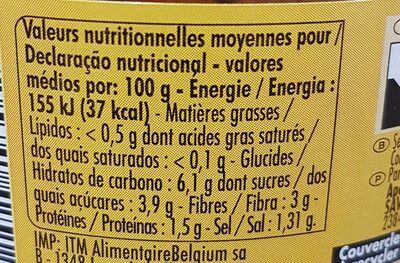 Valeurs nutritionnelles moyennes pour /
Declaração nutricional - valores
médios por: 100 g - Énergie / Energia :
155 kJ (37 kcal) - Matières grasses /
Lípidos : < 0,5 g dont acides gras saturés /
dos quais saturados : < 0,1 g - Glucides /
Hidratos de carbono : 6,1 g dont sucres / dos
quais açucares : 3,9 g - Fibres / Fibra : 3 g -
Protéines / Proteínas : 1,5 g - Sel / Sal : 1,31 g.
IMP: ITM AlimentaireBelgium sa
B - 1348
Couvercle